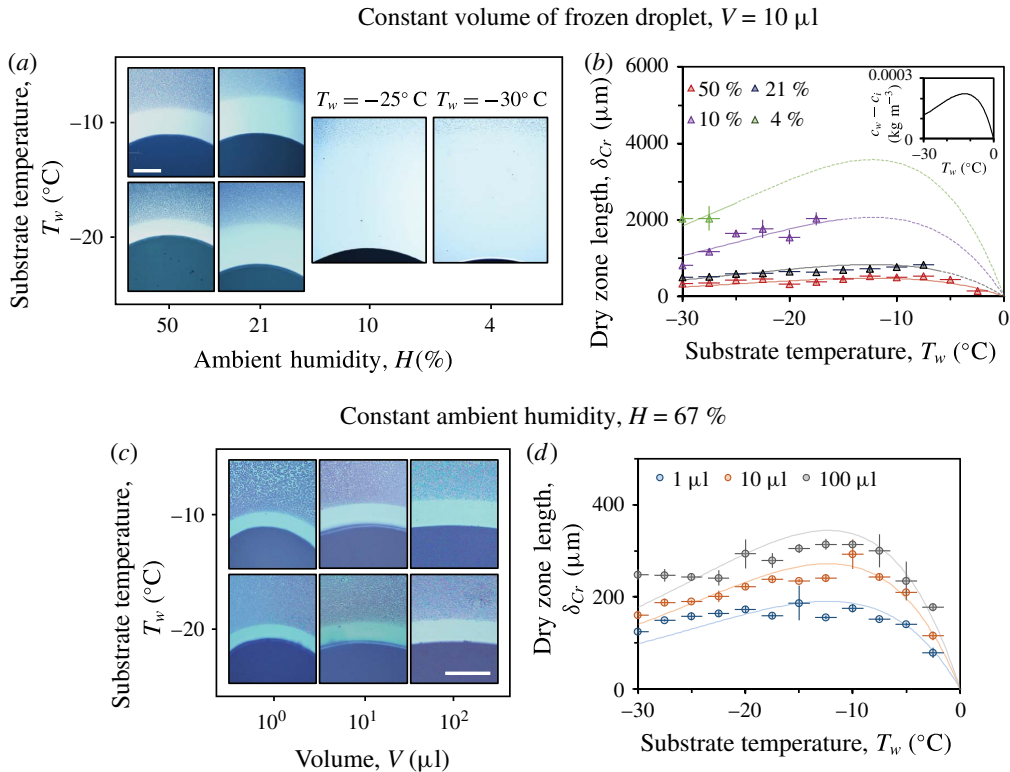 Constant volume of frozen droplet, V = 10 μl
(a)
Substrate temperature,
T_w (°C)
−10
−20
T_w = −25° C
T_w = −30° C
50
21
10
4
Ambient humidity, H(%)
(b)
Dry zone length, δ_Cr (μm)
6000
4000
2000
0
50 %
21 %
10 %
4 %
0.0003
c_w − c_i
(kg m⁻³)
−30
0
T_w (°C)
−30
−20
−10
0
Substrate temperature, T_w (°C)
Constant ambient humidity, H = 67 %
(c)
Substrate temperature,
T_w (°C)
−10
−20
10⁰
10¹
10²
Volume, V (μl)
(d)
Dry zone length,
δ_Cr (μm)
400
200
0
1 μl
10 μl
100 μl
−30
−20
−10
0
Substrate temperature, T_w (°C)